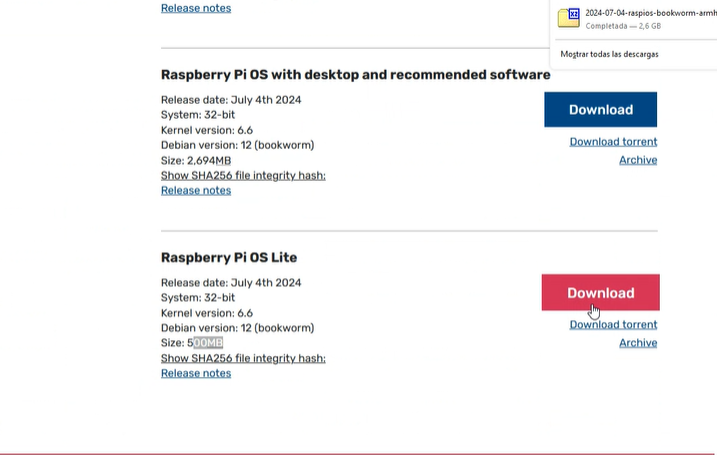 Release notes
2024-07-04-raspios-bookworm-armh
Completada — 2,6 GB
Mostrar todas las descargas
Raspberry Pi OS with desktop and recommended software
Release date: July 4th 2024
System: 32-bit
Kernel version: 6.6
Debian version: 12 (bookworm)
Size: 2,694MB
Show SHA256 file integrity hash:
Release notes
Download
Download torrent
Archive
Raspberry Pi OS Lite
Release date: July 4th 2024
System: 32-bit
Kernel version: 6.6
Debian version: 12 (bookworm)
Size: 500MB
Show SHA256 file integrity hash:
Release notes
Download
Download torrent
Archive